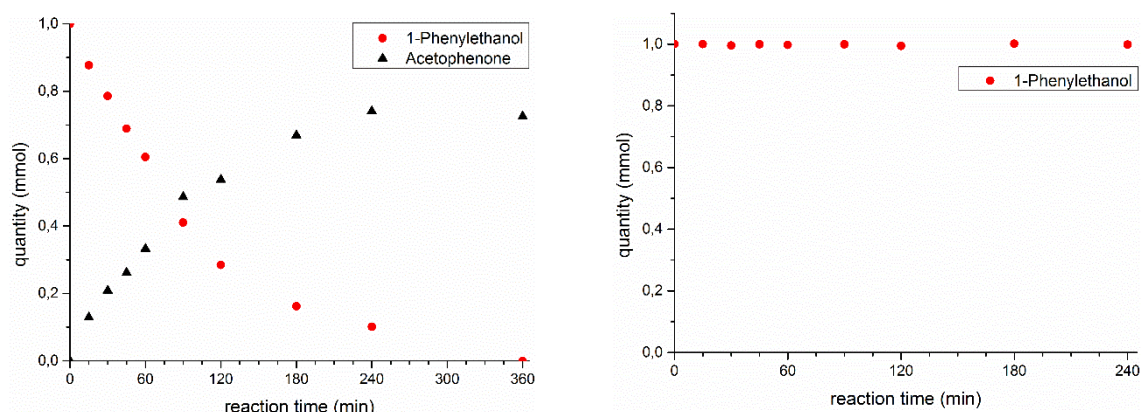 1,0
0,8
0,6
0,4
0,2
0,0
quantity (mmol)
1-Phenylethanol
Acetophenone
0 60 120 180 240 300 360
reaction time (min)
1,0
0,8
0,6
0,4
0,2
0,0
quantity (mmol)
1-Phenylethanol
0 60 120 180 240
reaction time (min)